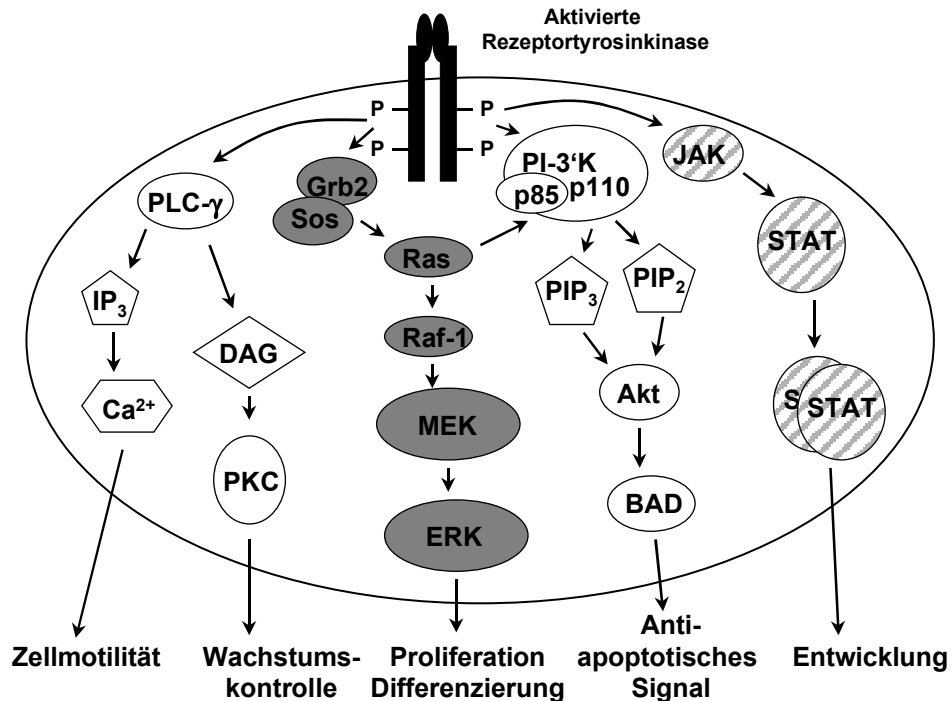 Aktivierte
Rezeptortyrosinkinase
P
P
P
P
JAK
PI-3‘K
p85 p110
Grb2
Sos
PLC-γ
STAT
Ras
IP3
PIP3
PIP2
Raf-1
DAG
Akt
Ca2+
MEK
S
STAT
PKC
BAD
ERK
Zellmotilität
Wachstums-
kontrolle
Proliferation
Differenzierung
Anti-
apoptotisches
Signal
Entwicklung